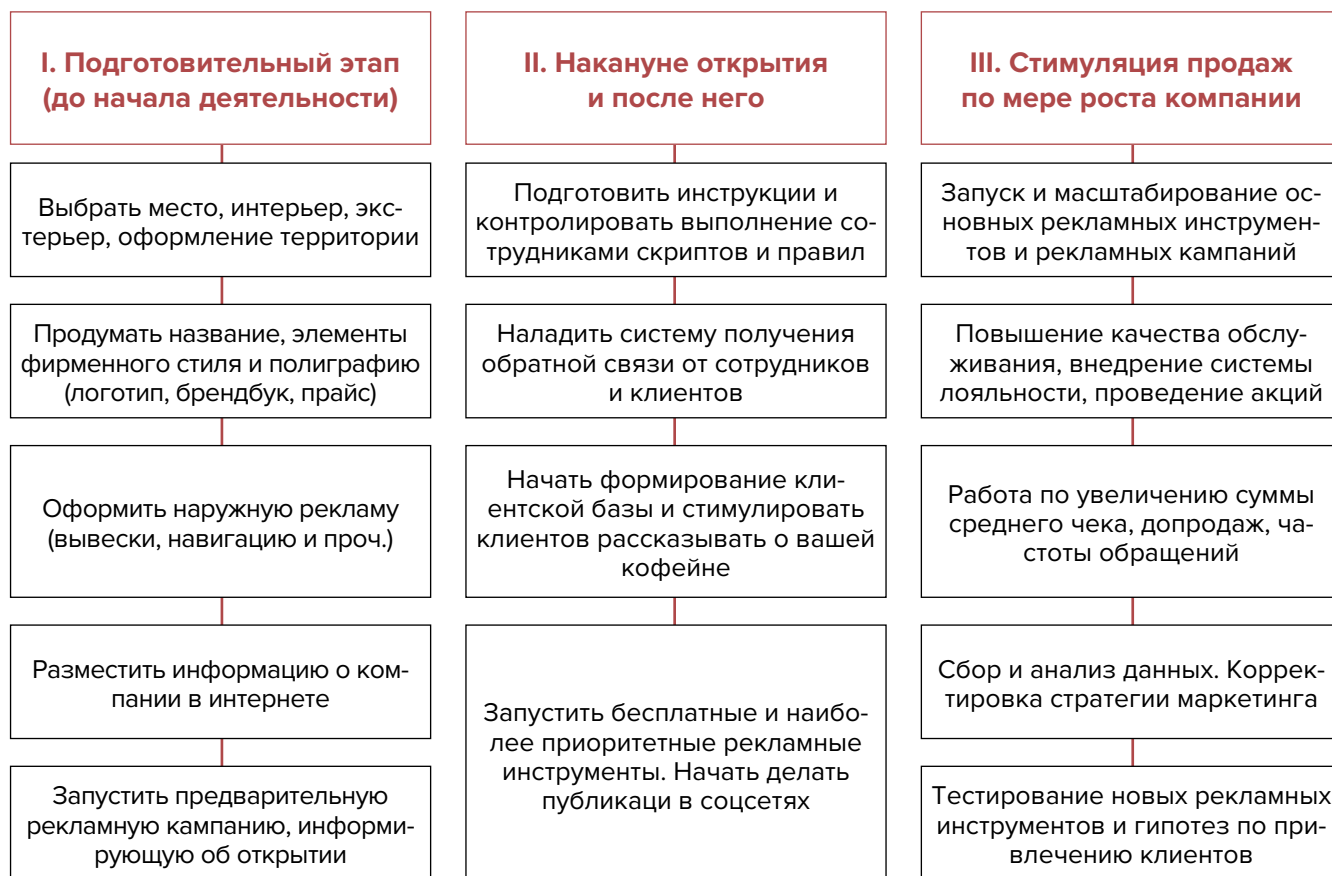 I. Подготовительный этап
(до начала деятельности)
Выбрать место, интерьер, экс-
терьер, оформление территории
Продумать название, элементы
фирменного стиля и полиграфию
(логотип, брендбук, прайс)
Оформить наружную рекламу
(вывески, навигацию и проч.)
Разместить информацию о ком-
пании в интернете
Запустить предварительную
рекламную кампанию, информи-
рующую об открытии
II. Накануне открытия
и после него
Подготовить инструкции и
контролировать выполнение со-
трудниками скриптов и правил
Наладить систему получения
обратной связи от сотрудников
и клиентов
Начать формирование кли-
ентской базы и стимулировать
клиентов рассказывать о вашей
кофейне
Запустить бесплатные и наибо-
лее приоритетные рекламные
инструменты. Начать делать
публикаци в соцсетях
III. Стимуляция продаж
по мере роста компании
Запуск и масштабирование ос-
новных рекламных инструмен-
тов и рекламных кампаний
Повышение качества обслу-
живания, внедрение системы
лояльности, проведение акций
Работа по увеличению суммы
среднего чека, допродаж, ча-
стоты обращений
Сбор и анализ данных. Коррек-
тировка стратегии маркетинга
Тестирование новых рекламных
инструментов и гипотез по при-
влечению клиентов